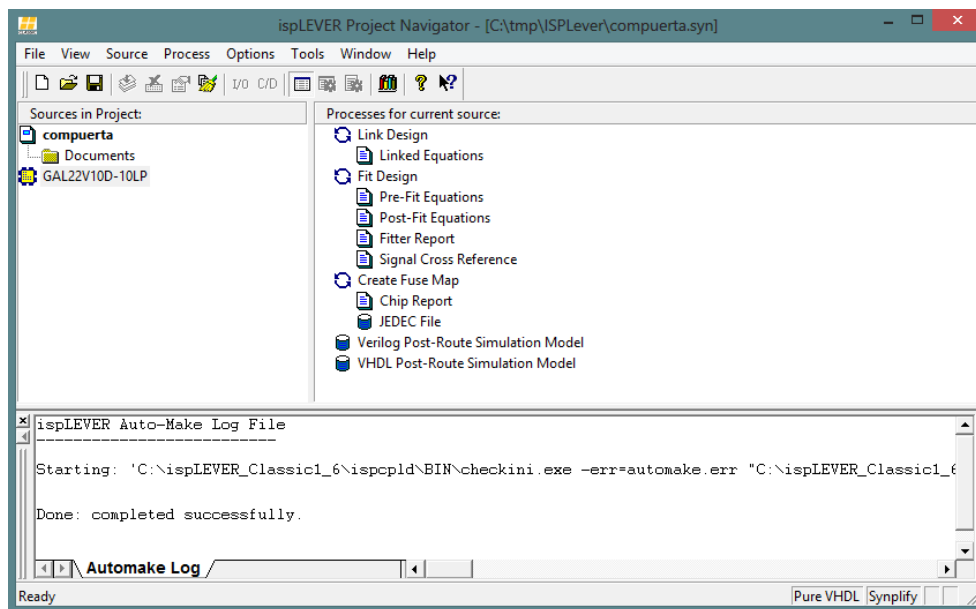 ispLEVER Project Navigator - [C:\tmp\ISPLever\compuerta.syn]
File View Source Process Options Tools Window Help
I/O C/D
Sources in Project:
compuerta
Documents
GAL22V10D-10LP
Processes for current source:
Link Design
Linked Equations
Fit Design
Pre-Fit Equations
Post-Fit Equations
Fitter Report
Signal Cross Reference
Create Fuse Map
Chip Report
JEDEC File
Verilog Post-Route Simulation Model
VHDL Post-Route Simulation Model
ispLEVER Auto-Make Log File
---------------------------
Starting: 'C:\ispLEVER_Classic1_6\ispcpld\BIN\checkini.exe -err=automake.err "C:\ispLEVER_Classic1_6
Done: completed successfully.
Automake Log
Ready
Pure VHDL Synplify